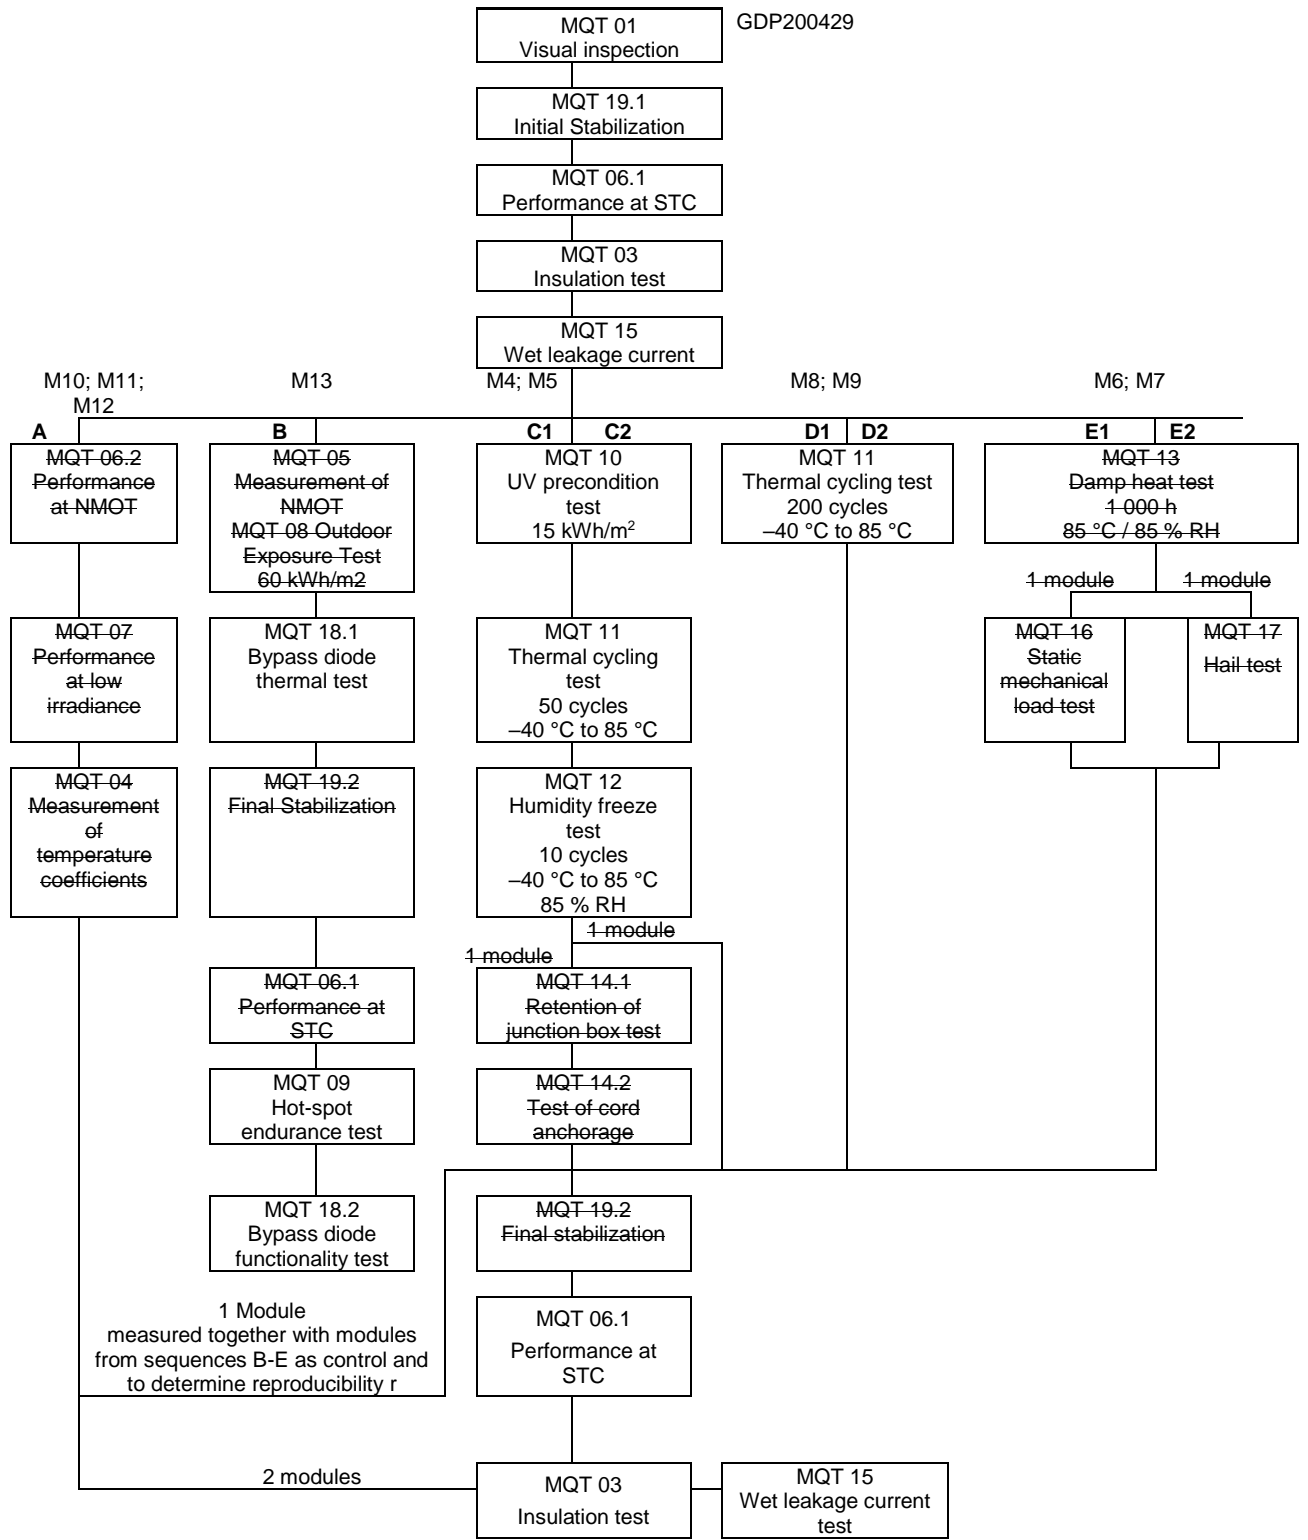 MQT 01
Visual inspection
GDP200429
MQT 19.1
Initial Stabilization
MQT 06.1
Performance at STC
MQT 03
Insulation test
MQT 15
Wet leakage current
M10; M11;
M12
M13
M4; M5
M8; M9
M6; M7
A
B
C1
C2
D1
D2
E1
E2
MQT 06.2
Performance
at NMOT
MQT 05
Measurement of
NMOT
MQT 08 Outdoor
Exposure Test
60 kWh/m2
MQT 10
UV precondition
test
15 kWh/m²
MQT 11
Thermal cycling test
200 cycles
–40 °C to 85 °C
MQT 13
Damp heat test
1 000 h
85 °C / 85 % RH
1 module
1 module
MQT 07
Performance
at low
irradiance
MQT 18.1
Bypass diode
thermal test
MQT 11
Thermal cycling
test
50 cycles
–40 °C to 85 °C
MQT 16
Static
mechanical
load test
MQT 17
Hail test
MQT 04
Measurement
of
temperature
coefficients
MQT 19.2
Final Stabilization
MQT 12
Humidity freeze
test
10 cycles
–40 °C to 85 °C
85 % RH
1 module
1 module
MQT 06.1
Performance at
STC
MQT 14.1
Retention of
junction box test
MQT 09
Hot-spot
endurance test
MQT 14.2
Test of cord
anchorage
MQT 18.2
Bypass diode
functionality test
MQT 19.2
Final stabilization
1 Module
measured together with modules
from sequences B-E as control and
to determine reproducibility r
MQT 06.1
Performance at
STC
2 modules
MQT 03
Insulation test
MQT 15
Wet leakage current
test